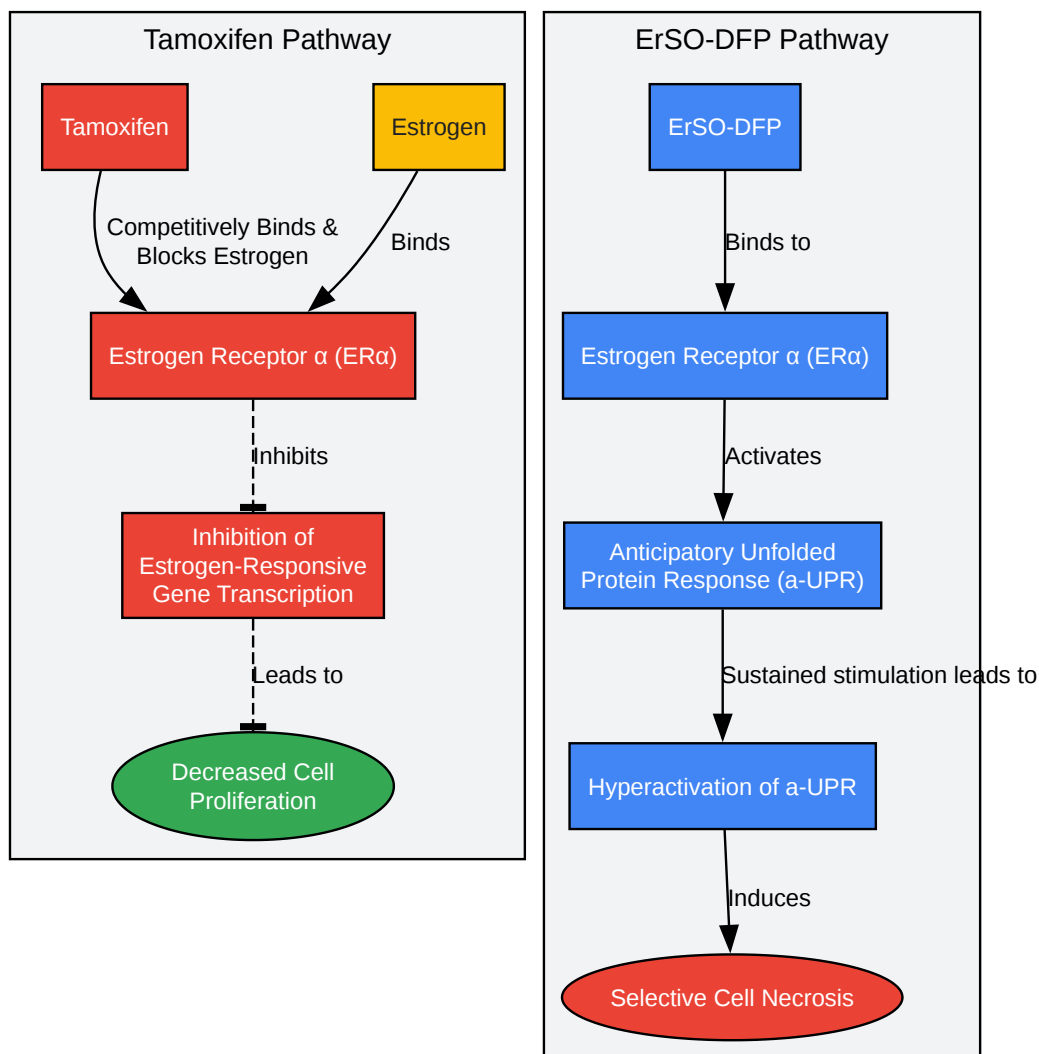 Tamoxifen Pathway
Tamoxifen
Estrogen
Competitively Binds &
Blocks Estrogen
Binds
Estrogen Receptor α (ERα)
Inhibits
Inhibition of
Estrogen-Responsive
Gene Transcription
Leads to
Decreased Cell
Proliferation
ErSO-DFP Pathway
ErSO-DFP
Binds to
Estrogen Receptor α (ERα)
Activates
Anticipatory Unfolded
Protein Response (a-UPR)
Sustained stimulation leads to
Hyperactivation of a-UPR
Induces
Selective Cell Necrosis